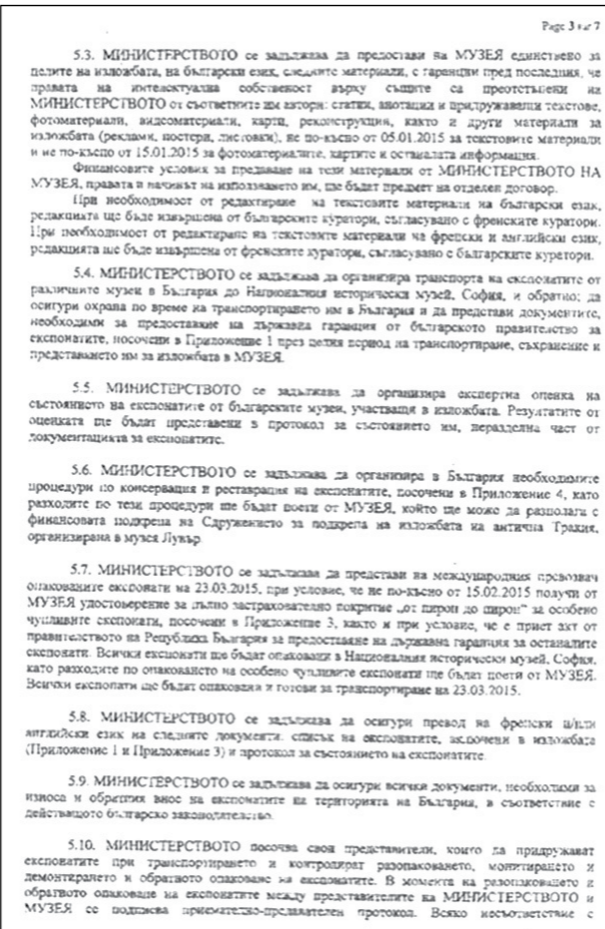 Page 3 из 7
5.3. МИНИСТЕРСТВОТО се задължава да предостави на МУЗЕЯ единствено за
целите на изложбата, на български език, следните материали, с гаранции пред последния, че
правата на интелектуална собственост върху същите са преотстъпени на
МИНИСТЕРСТВОТО от съответните им автори: статии, анотации и придружаващи текстове,
фотоматериали, видеоматериали, карти, реконструкции, както и други материали за
изложбата (реклами, постери, листовки), не по-късно от 05.01.2015 за текстовите материали
и не по-късно от 15.01.2015 за фотоматериалите, картите и останалата информация.
Финансовите условия за предаване на тези материали от МИНИСТЕРСТВОТО НА
МУЗЕЯ, правата и начинът на използването им, ще бъдат предмет на отделен договор.
При необходимост от редактиране на текстовите материали на български език,
редакцията ще бъде извършена от българските куратори, съгласувано с френските куратори.
При необходимост от редактиране на текстовите материали на френски и английски език,
редакцията ще бъде извършена от френските куратори, съгласувано с българските куратори.
5.4. МИНИСТЕРСТВОТО се задължава да организира транспорта на експонатите от
различните музеи в България до Националния исторически музей, София, и обратно; да
осигури охрана по време на транспортирането им в България и да представи документите,
необходими за предоставяне на държавна гаранция от българското правителство за
експонатите, посочени в Приложение 1 през целия период на транспортиране, съхранение и
представянето им за изложбата в МУЗЕЯ.
5.5. МИНИСТЕРСТВОТО се задължава да организира експертна оценка на
състоянието на експонатите от българските музеи, участващи в изложбата. Резултатите от
оценката ще бъдат представени в протокол за състоянието им, неразделна част от
документацията за експонатите.
5.6. МИНИСТЕРСТВОТО се задължава да организира в България необходимите
процедури по консервация и реставрация на експонатите, посочени в Приложение 4, като
разходите по тези процедури ще бъдат поети от МУЗЕЯ, който ще може да разполага с
финансовата подкрепа на Сдружението за подкрепа на изложбата на антична Тракия,
организирана в музея Лувър.
5.7. МИНИСТЕРСТВОТО се задължава да представи на международния превозвач
опакованите експонати на 23.03.2015, при условие, че не по-късно от 15.02.2015 получи от
МУЗЕЯ удостоверение за пълно застрахователно покритие „от пирон до пирон“ за особено
чупливите експонати, посочени в Приложение 3, както и при условие, че е приет акт от
правителството на Република България за предоставяне на държавна гаранция за останалите
експонати. Всички експонати ще бъдат опаковани в Националния исторически музей, София,
като разходите по опаковането на особено чупливите експонати ще бъдат поети от МУЗЕЯ.
Всички експонати ще бъдат опаковани и готови за транспортиране на 23.03.2015.
5.8. МИНИСТЕРСТВОТО се задължава да осигури превод на френски и/или
английски език на следните документи: списък на експонатите, включени в изложбата
(Приложение 1 и Приложение 3) и протокол за състоянието на експонатите.
5.9. МИНИСТЕРСТВОТО се задължава да осигури всички документи, необходими за
износа и обратния внос на експонатите на територията на България, в съответствие с
действащото българско законодателство.
5.10. МИНИСТЕРСТВОТО посочва свои представители, които да придружават
експонатите при транспортирането и контролират разопаковането, монтирането и
демонтирането и обратното опаковане на експонатите. В момента на разопаковането и
обратното опаковане на експонатите между представителите на МИНИСТЕРСТВОТО и
МУЗЕЯ се подписва приемателно-предавателен протокол. Всяко несъответствие с